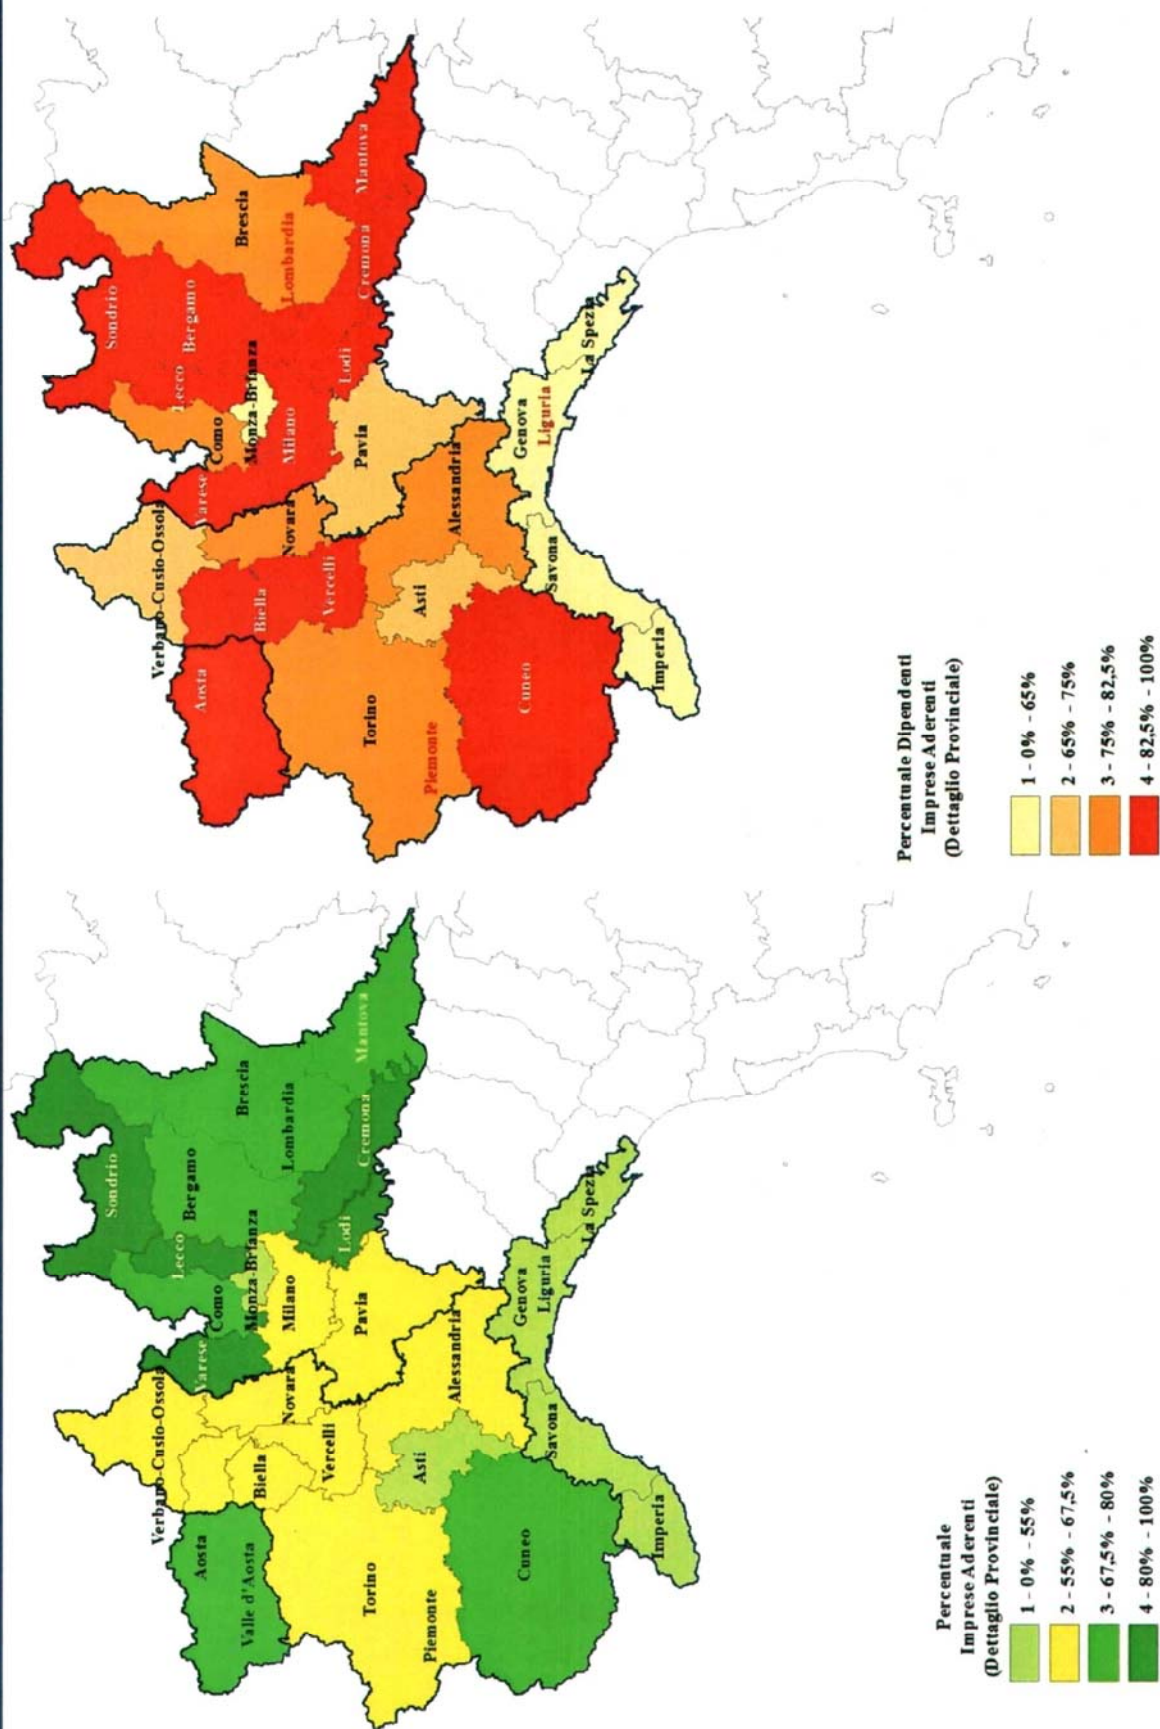 Verbano-Cusio-Ossola
Aosta
Valle d'Aosta
Biella
Novara
Vercelli
Torino
Piemonte
Asti
Alessandria
Cuneo
Varese
Como
Lecco
Sondrio
Bergamo
Monza-Brianza
Milano
Brescia
Lombardia
Lodi
Cremona
Mantova
Pavia
Genova
Liguria
La Spezia
Savona
Imperia
Percentuale
Imprese Aderenti
(Dettaglio Provinciale)
1 - 0% - 55%
2 - 55% - 67,5%
3 - 67,5% - 80%
4 - 80% - 100%
Verbano-Cusio-Ossola
Aosta
Biella
Novara
Vercelli
Torino
Piemonte
Asti
Alessandria
Cuneo
Varese
Como
Lecco
Sondrio
Bergamo
Monza-Brianza
Milano
Brescia
Lombardia
Lodi
Cremona
Mantova
Pavia
Genova
Liguria
La Spezia
Savona
Imperia
Percentuale Dipendenti
Imprese Aderenti
(Dettaglio Provinciale)
1 - 0% - 65%
2 - 65% - 75%
3 - 75% - 82,5%
4 - 82,5% - 100%